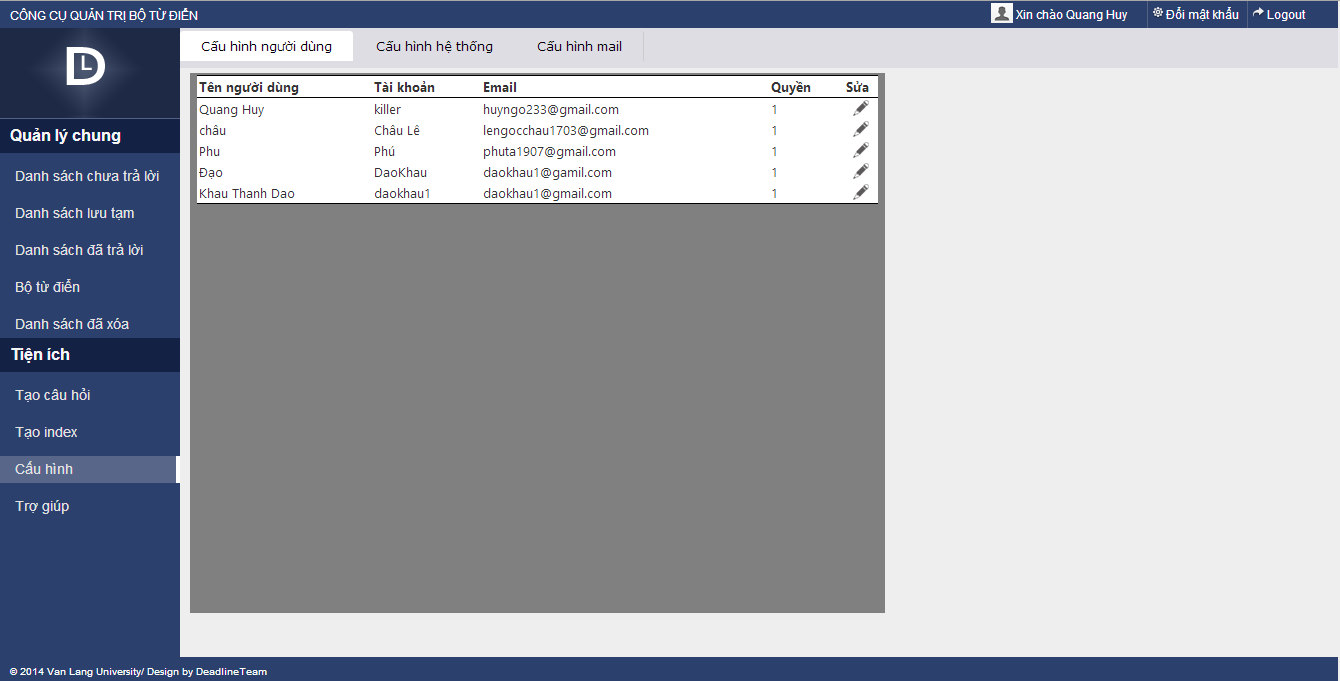 CÔNG CỤ QUẢN TRỊ BỘ TỪ ĐIỂN
Xin chào Quang Huy
Đổi mật khẩu
Logout
DL
Cấu hình người dùng
Cấu hình hệ thống
Cấu hình mail
Quản lý chung
Danh sách chưa trả lời
Danh sách lưu tạm
Danh sách đã trả lời
Bộ từ điển
Danh sách đã xóa
Tiện ích
Tạo câu hỏi
Tạo index
Cấu hình
Trợ giúp
Tên người dùng Tài khoản Email Quyền Sửa
Quang Huy killer huyngo233@gmail.com 1
châu Châu Lê lengocchau1703@gmail.com 1
Phu Phú phuta1907@gmail.com 1
Đạo DaoKhau daokhau1@gamil.com 1
Khau Thanh Dao daokhau1 daokhau1@gmail.com 1
© 2014 Van Lang University/ Design by DeadlineTeam